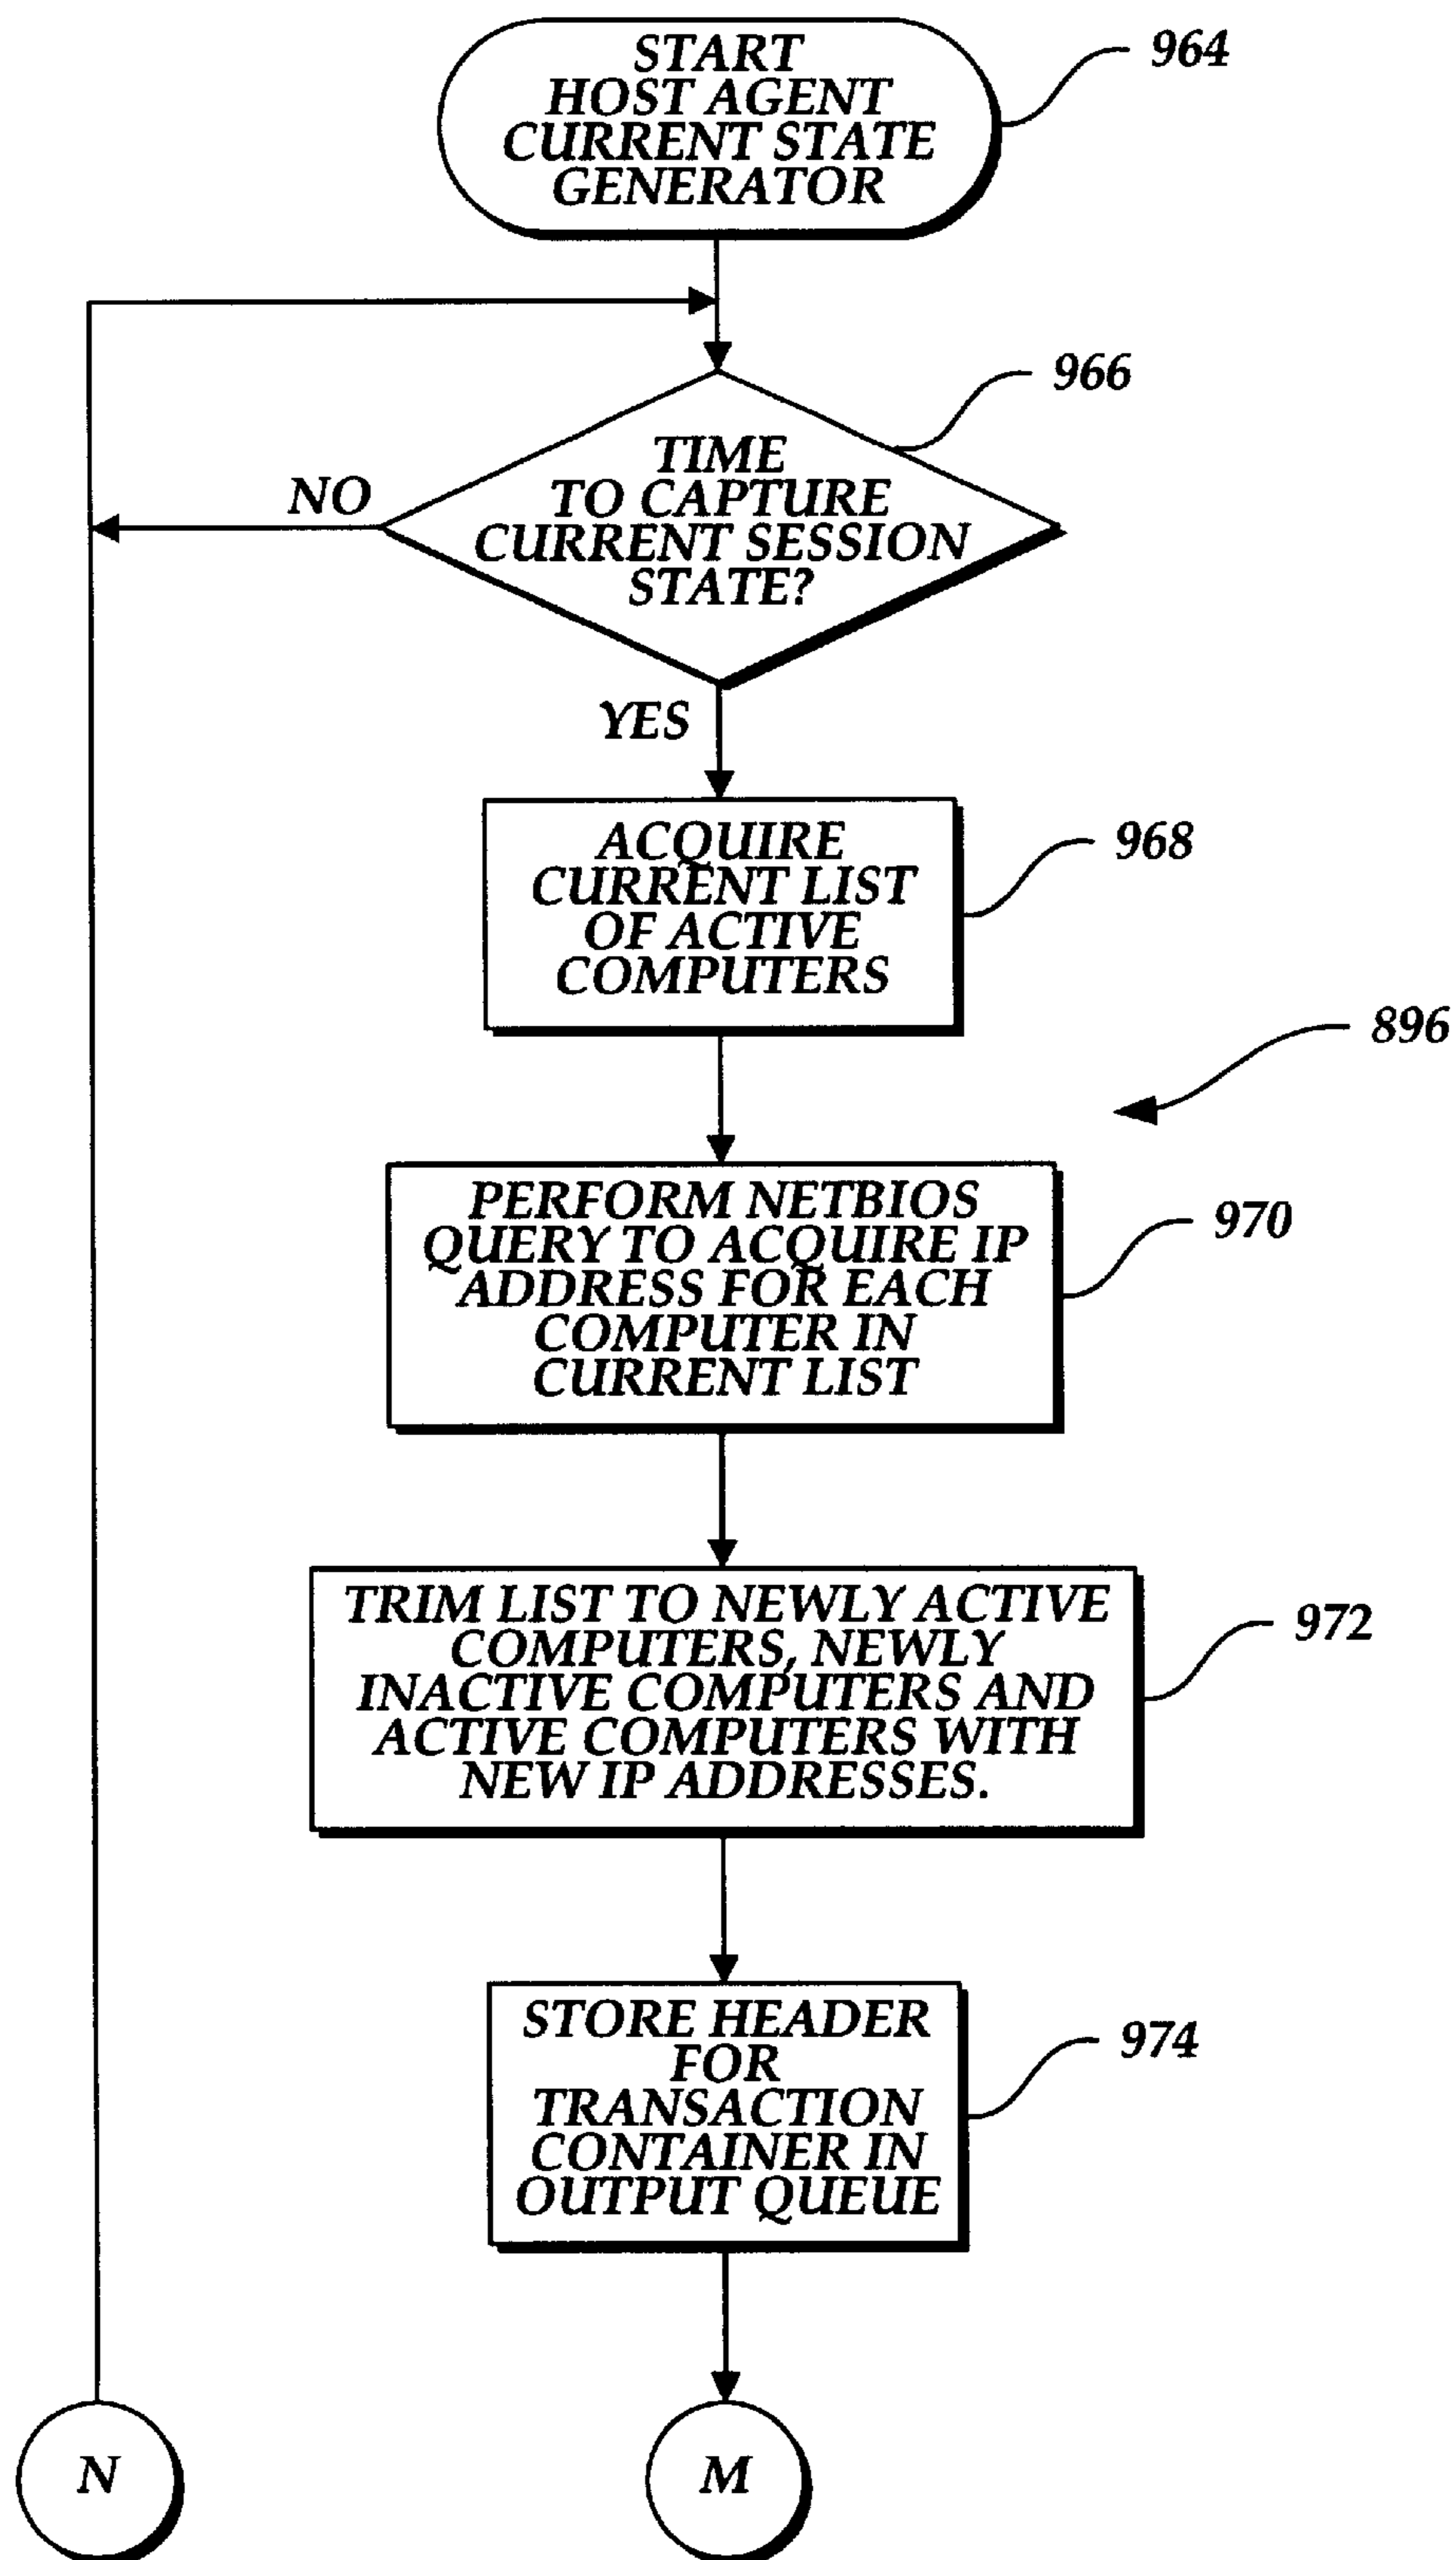 START
HOST AGENT
CURRENT STATE
GENERATOR
964
966
TIME
TO CAPTURE
CURRENT SESSION
STATE?
NO
YES
ACQUIRE
CURRENT LIST
OF ACTIVE
COMPUTERS
968
896
PERFORM NETBIOS
QUERY TO ACQUIRE IP
ADDRESS FOR EACH
COMPUTER IN
CURRENT LIST
970
TRIM LIST TO NEWLY ACTIVE
COMPUTERS, NEWLY
INACTIVE COMPUTERS AND
ACTIVE COMPUTERS WITH
NEW IP ADDRESSES.
972
STORE HEADER
FOR
TRANSACTION
CONTAINER IN
OUTPUT QUEUE
974
N
M